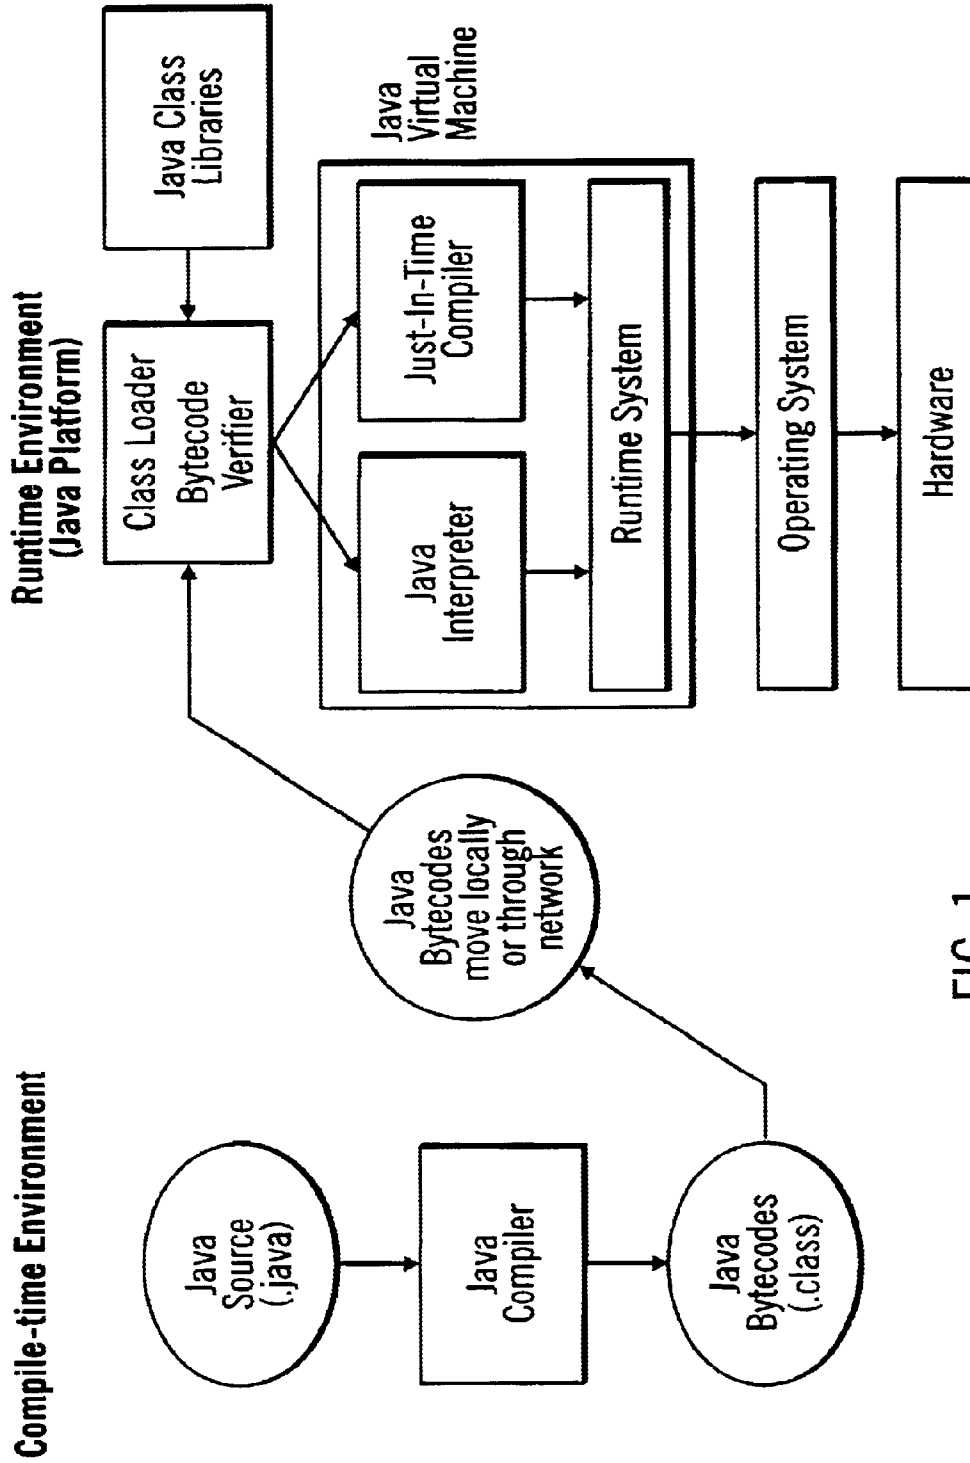 Compile-time Environment
Java
Source
(.java)
Java
Compiler
Java
Bytecodes
(.class)
Java
Bytecodes
move locally
or through
network
Runtime Environment
(Java Platform)
Class Loader
Bytecode
Verifier
Java Class
Libraries
Java
Interpreter
Just-In-Time
Compiler
Java
Virtual
Machine
Runtime System
Operating System
Hardware
FIG. 1